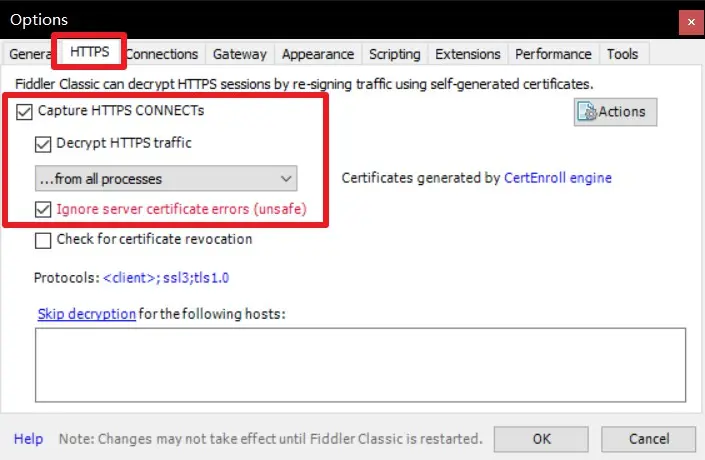 Options
General HTTPS Connections Gateway Appearance Scripting Extensions Performance Tools
Fiddler Classic can decrypt HTTPS sessions by re-signing traffic using self-generated certificates.
Capture HTTPS CONNECTs
Actions
Decrypt HTTPS traffic
...from all processes
Certificates generated by CertEnroll engine
Ignore server certificate errors (unsafe)
Check for certificate revocation
Protocols: <client>; ssl3;tls1.0
Skip decryption for the following hosts:
Help Note: Changes may not take effect until Fiddler Classic is restarted. OK Cancel